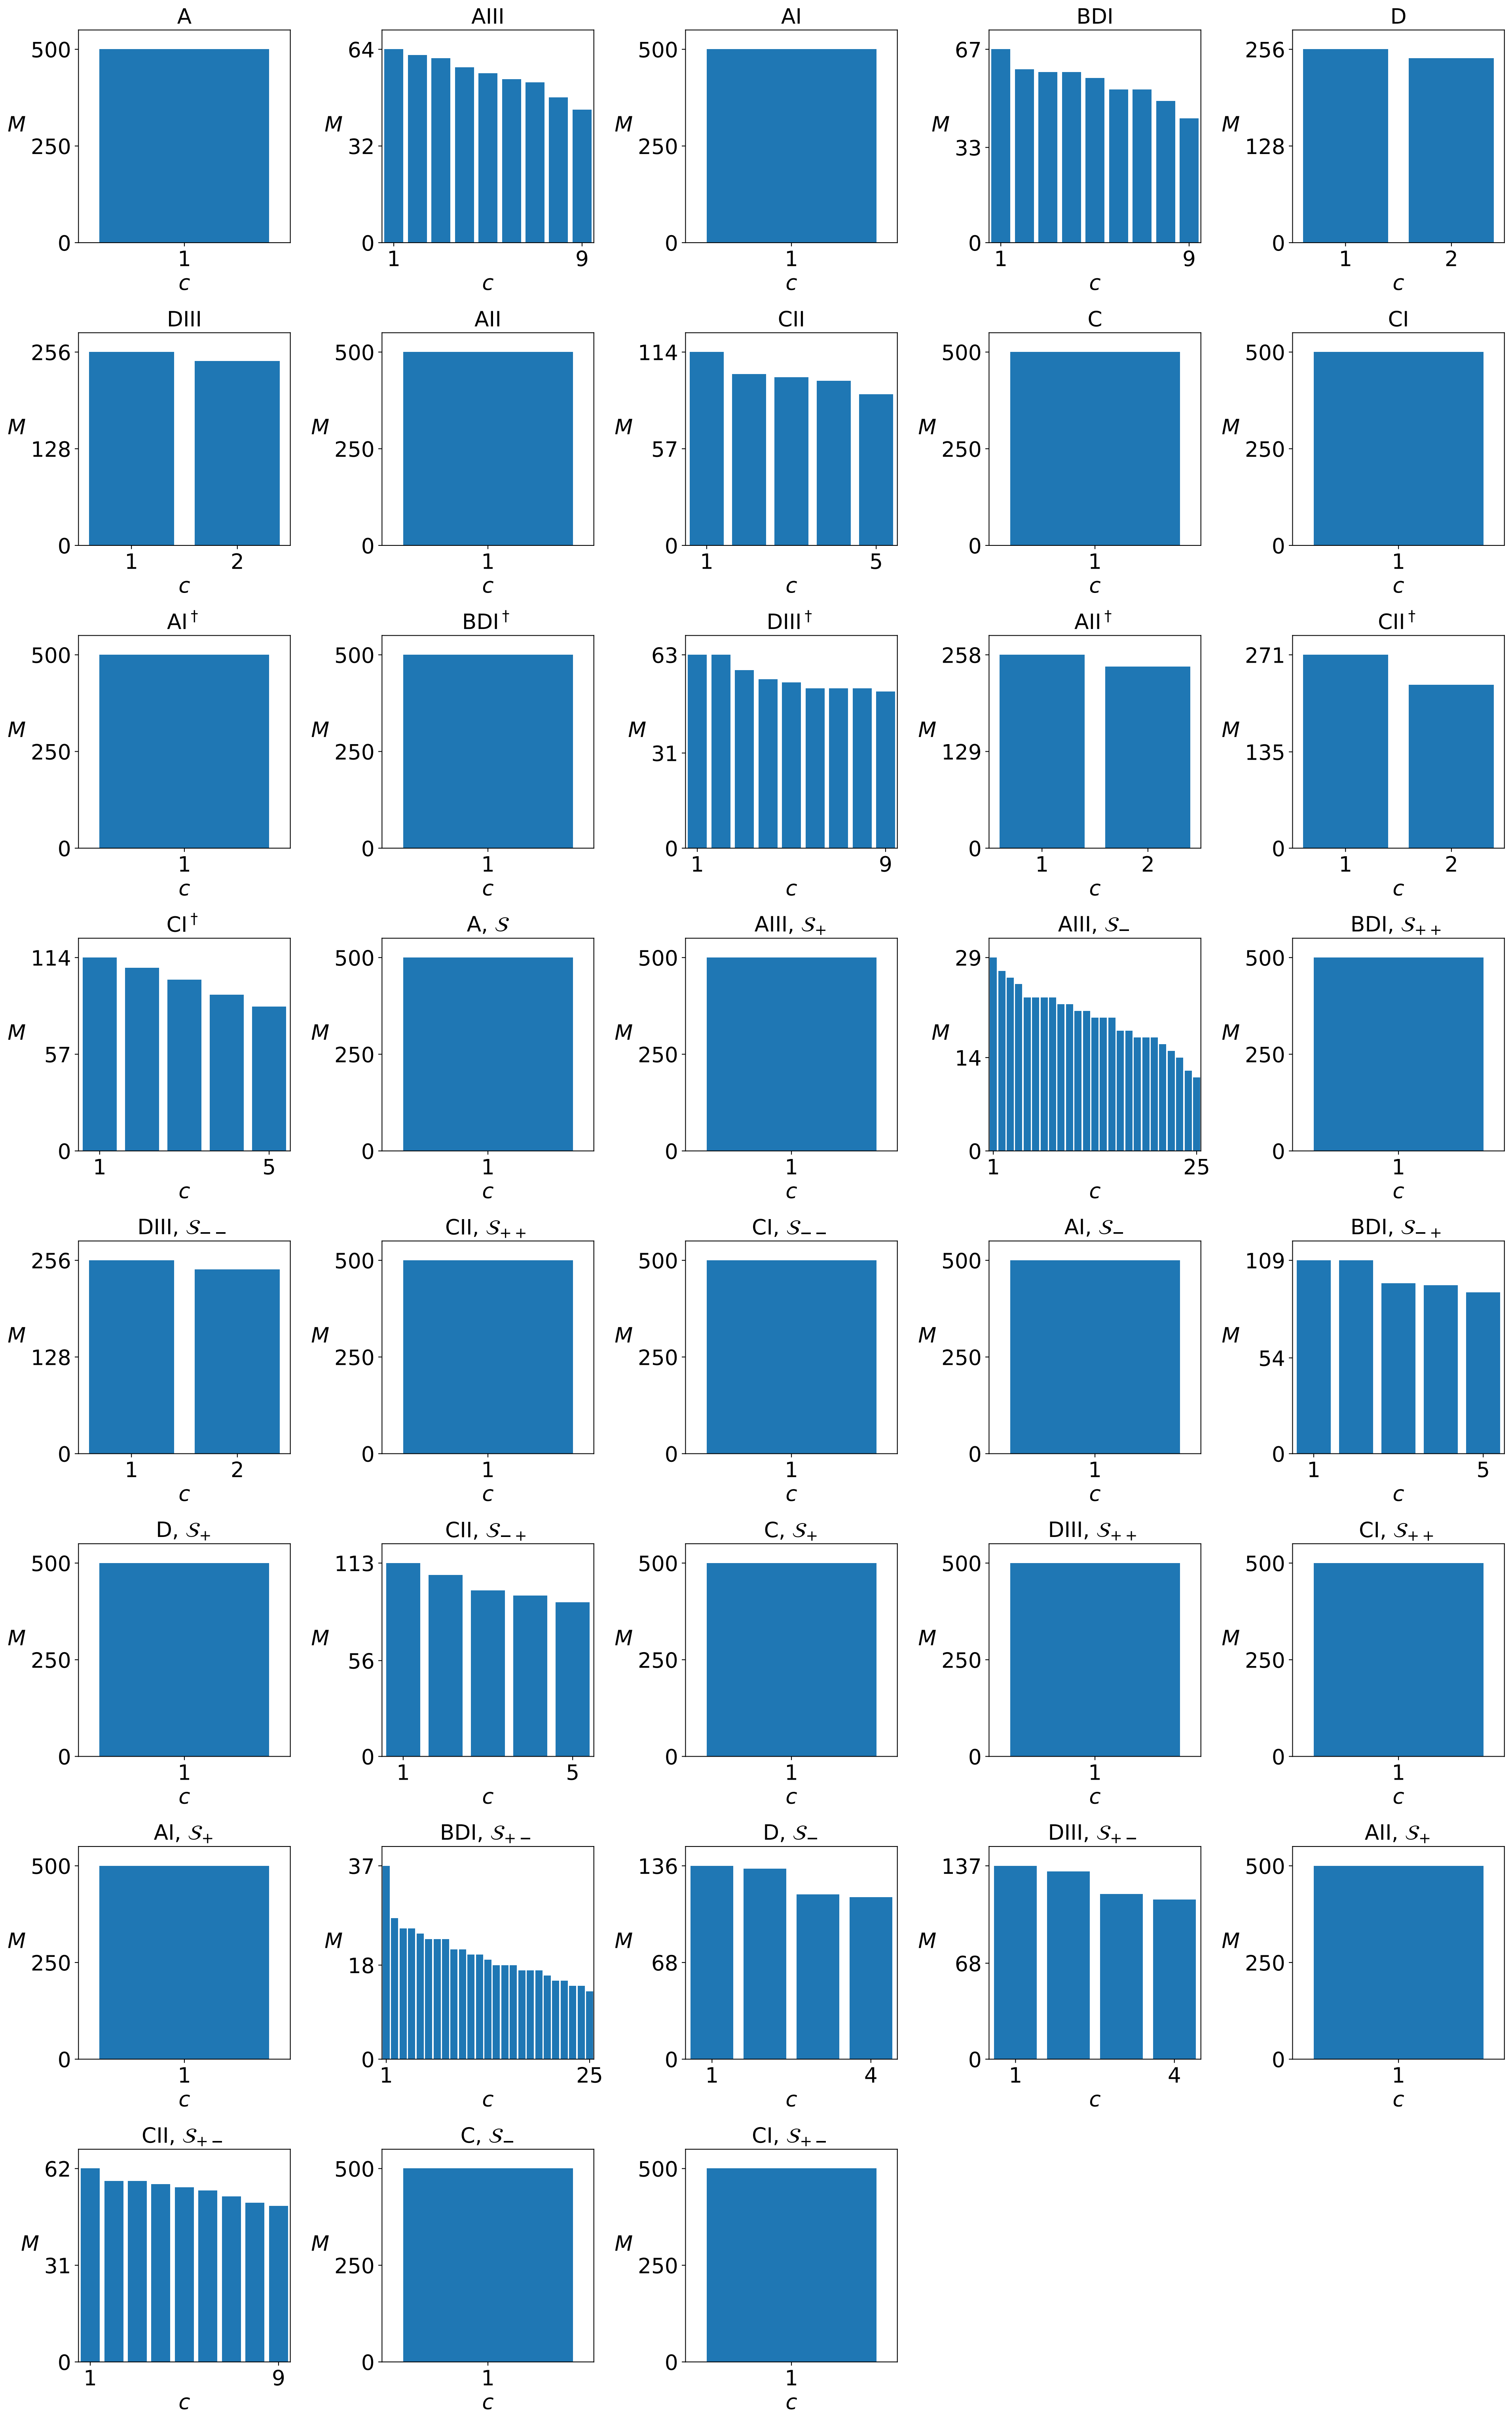 A AIII AI BDI D
500 250 0 M 1 c
64 32 0 M 1 9 c
500 250 0 M 1 c
67 33 0 M 1 9 c
256 128 0 M 1 2 c
DIII AII CII C CI
256 128 0 M 1 2 c
500 250 0 M 1 c
114 57 0 M 1 5 c
500 250 0 M 1 c
500 250 0 M 1 c
AI† BDI† DIII† AII† CII†
500 250 0 M 1 c
500 250 0 M 1 c
63 31 0 M 1 9 c
258 129 0 M 1 2 c
271 135 0 M 1 2 c
CI† A, 𝒮 AIII, 𝒮₊ AIII, 𝒮₋ BDI, 𝒮₊₊
114 57 0 M 1 5 c
500 250 0 M 1 c
500 250 0 M 1 c
29 14 0 M 1 25 c
500 250 0 M 1 c
DIII, 𝒮₋₋ CII, 𝒮₊₊ CI, 𝒮₋₋ AI, 𝒮₋ BDI, 𝒮₋₊
256 128 0 M 1 2 c
500 250 0 M 1 c
500 250 0 M 1 c
500 250 0 M 1 c
109 54 0 M 1 5 c
D, 𝒮₊ CII, 𝒮₋₊ C, 𝒮₊ DIII, 𝒮₊₊ CI, 𝒮₊₊
500 250 0 M 1 c
113 56 0 M 1 5 c
500 250 0 M 1 c
500 250 0 M 1 c
500 250 0 M 1 c
AI, 𝒮₊ BDI, 𝒮₊₋ D, 𝒮₋ DIII, 𝒮₊₋ AII, 𝒮₊
500 250 0 M 1 c
37 18 0 M 1 25 c
136 68 0 M 1 4 c
137 68 0 M 1 4 c
500 250 0 M 1 c
CII, 𝒮₊₋ C, 𝒮₋ CI, 𝒮₊₋
62 31 0 M 1 9 c
500 250 0 M 1 c
500 250 0 M 1 c